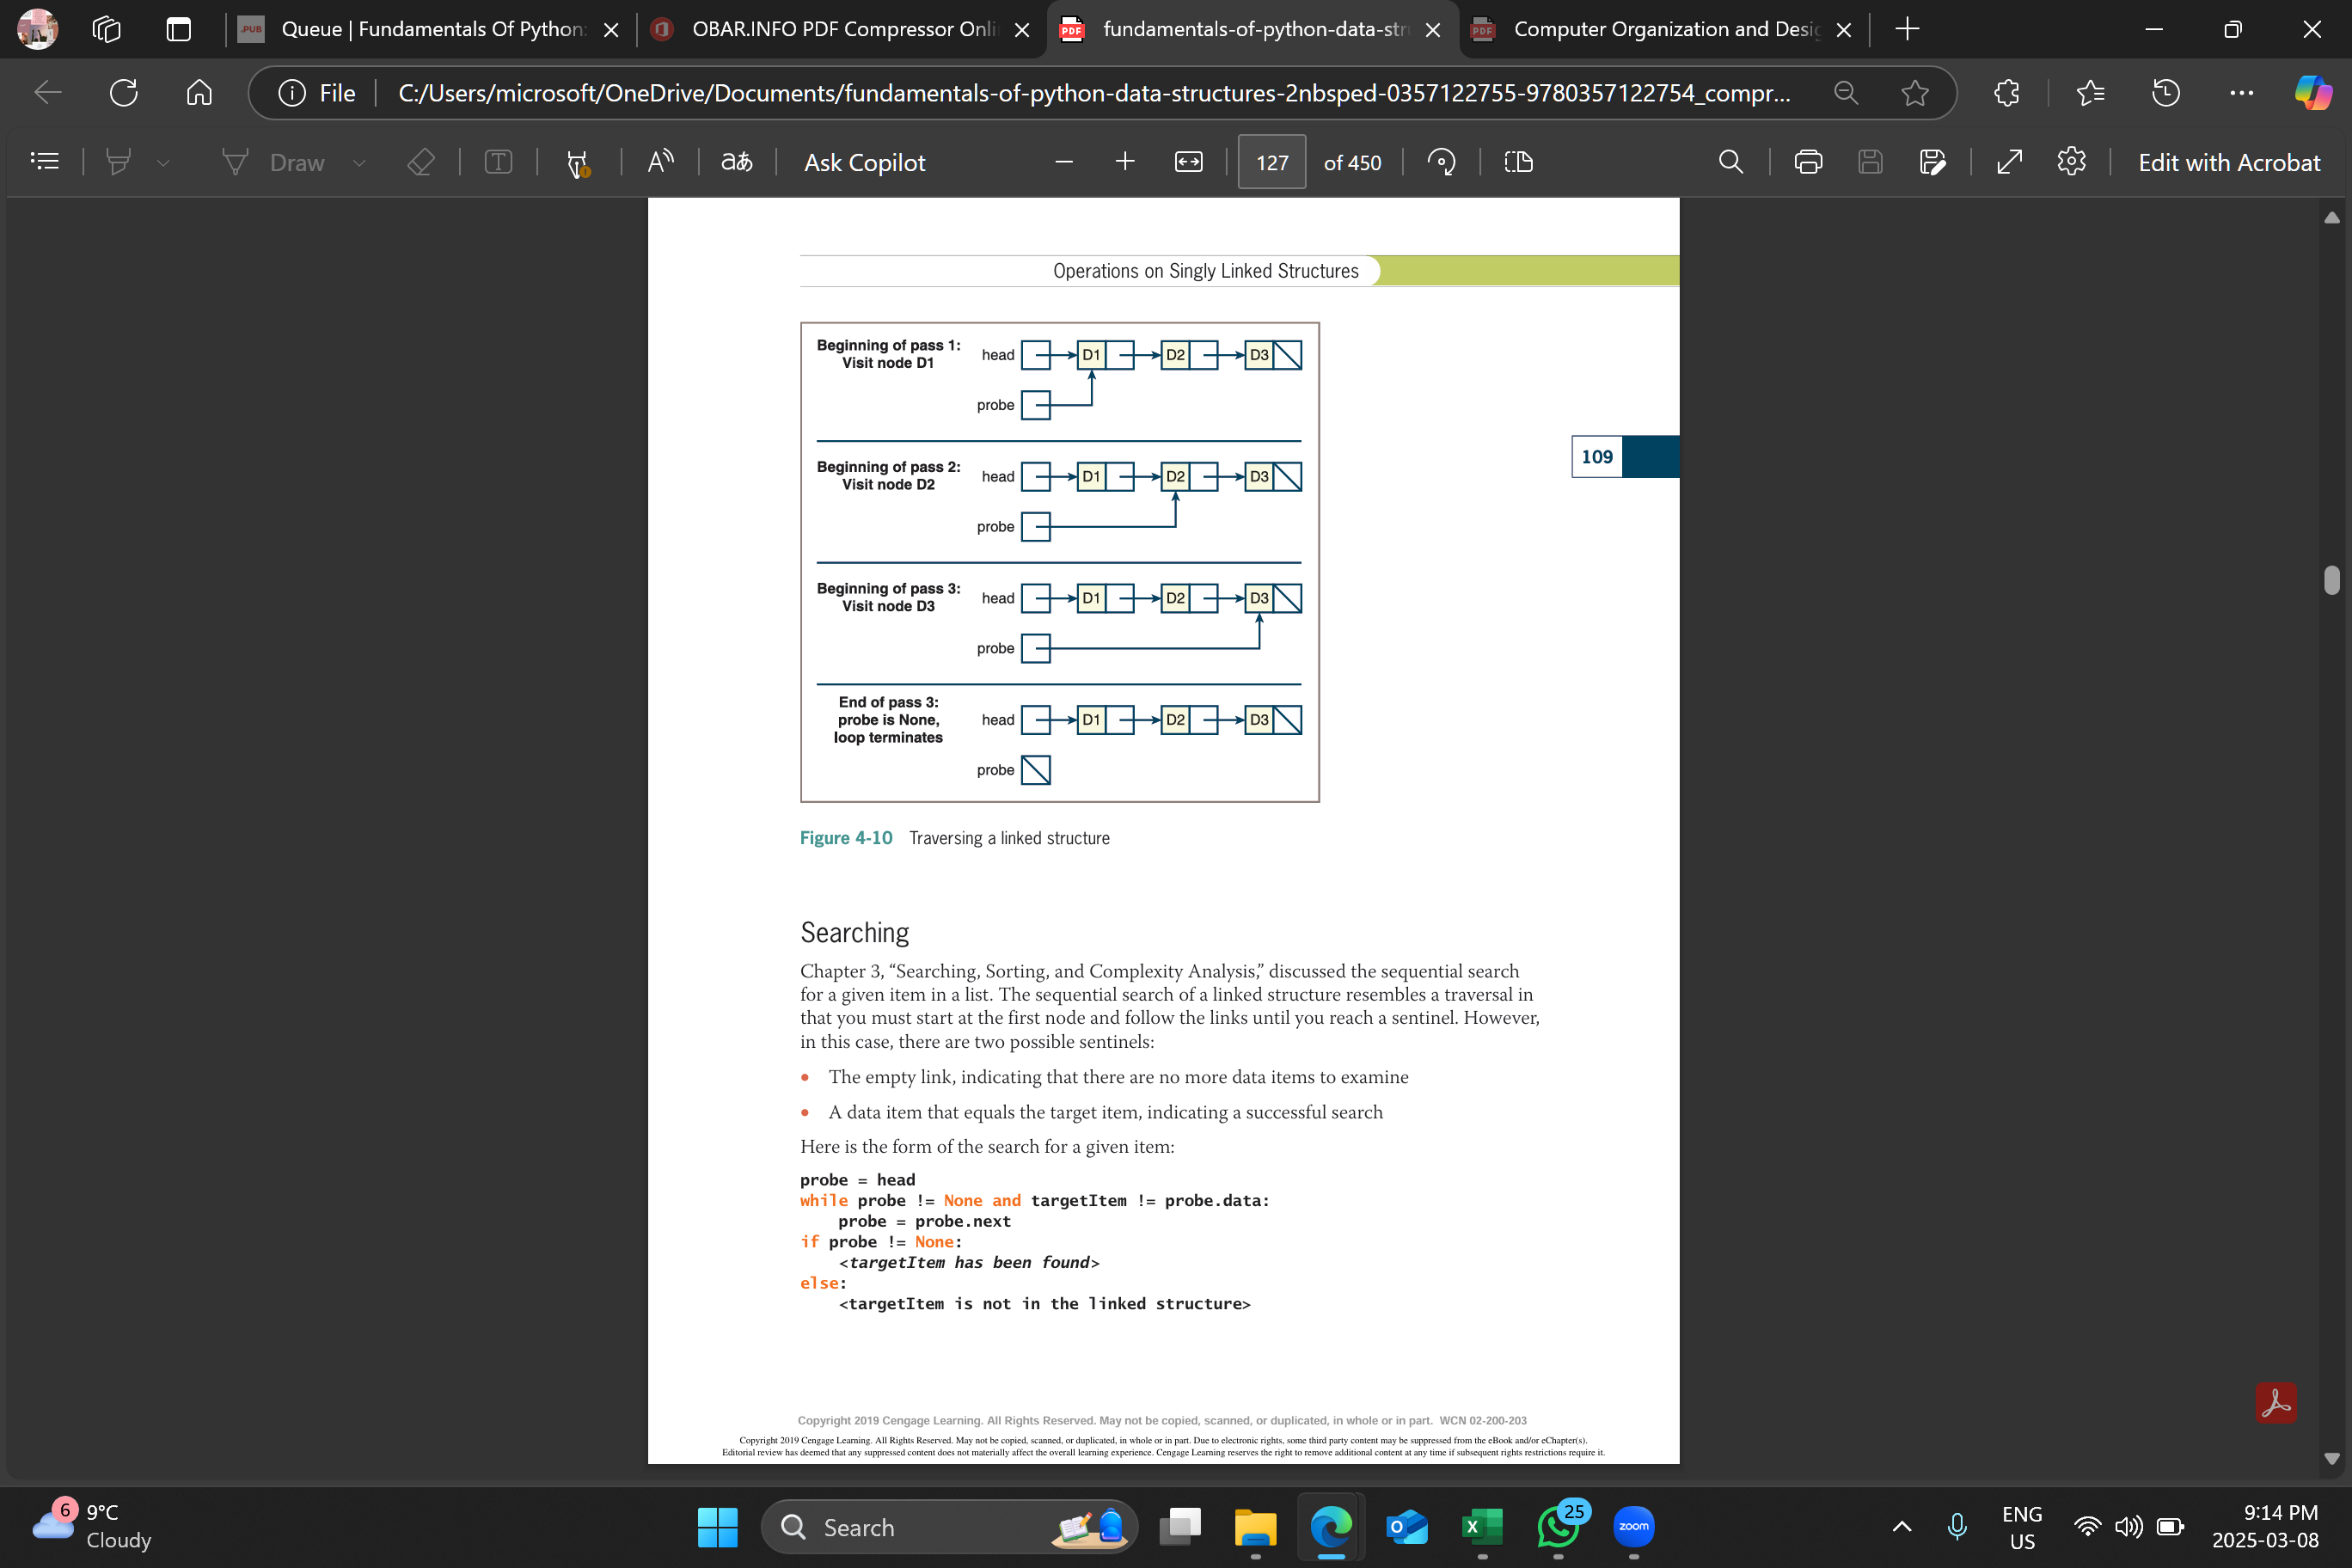 Queue | Fundamentals Of Python:
OBAR.INFO PDF Compressor Onli
fundamentals-of-python-data-str
Computer Organization and Desig
File
C:/Users/microsoft/OneDrive/Documents/fundamentals-of-python-data-structures-2nbsped-0357122755-9780357122754_compr...
Draw
Ask Copilot
127
of 450
Edit with Acrobat
Operations on Singly Linked Structures
Beginning of pass 1:
Visit node D1
head
D1
D2
D3
probe
109
Beginning of pass 2:
Visit node D2
head
D1
D2
D3
probe
Beginning of pass 3:
Visit node D3
head
D1
D2
D3
probe
End of pass 3:
probe is None,
loop terminates
head
D1
D2
D3
probe
Figure 4-10 Traversing a linked structure
Searching
Chapter 3, “Searching, Sorting, and Complexity Analysis,” discussed the sequential search
for a given item in a list. The sequential search of a linked structure resembles a traversal in
that you must start at the first node and follow the links until you reach a sentinel. However,
in this case, there are two possible sentinels:
• The empty link, indicating that there are no more data items to examine
• A data item that equals the target item, indicating a successful search
Here is the form of the search for a given item:
probe = head
while probe != None and targetItem != probe.data:
    probe = probe.next
if probe != None:
    <targetItem has been found>
else:
    <targetItem is not in the linked structure>
Copyright 2019 Cengage Learning. All Rights Reserved. May not be copied, scanned, or duplicated, in whole or in part. WCN 02-200-203
Copyright 2019 Cengage Learning. All Rights Reserved. May not be copied, scanned, or duplicated, in whole or in part. Due to electronic rights, some third party content may be suppressed from the eBook and/or eChapter(s).
Editorial review has deemed that any suppressed content does not materially affect the overall learning experience. Cengage Learning reserves the right to remove additional content at any time if subsequent rights restrictions require it.
6
9°C
Cloudy
Search
25
zoom
ENG
US
9:14 PM
2025-03-08